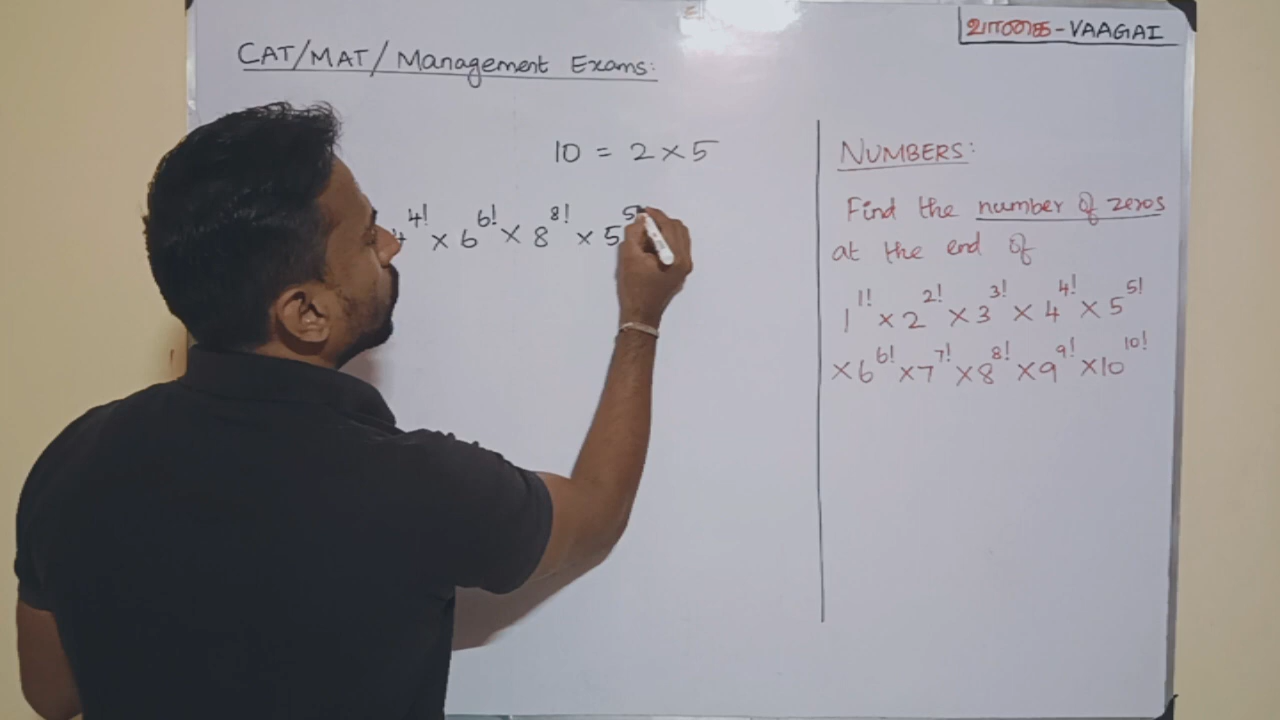 வாகை - VAAGAI
CAT/MAT/Management Exams:
10 = 2 × 5
4^4! × 6^6! × 8^8! × 5^5
NUMBERS:
Find the number of zeros
at the end of
1^1! × 2^2! × 3^3! × 4^4! × 5^5!
× 6^6! × 7^7! × 8^8! × 9^9! × 10^10!